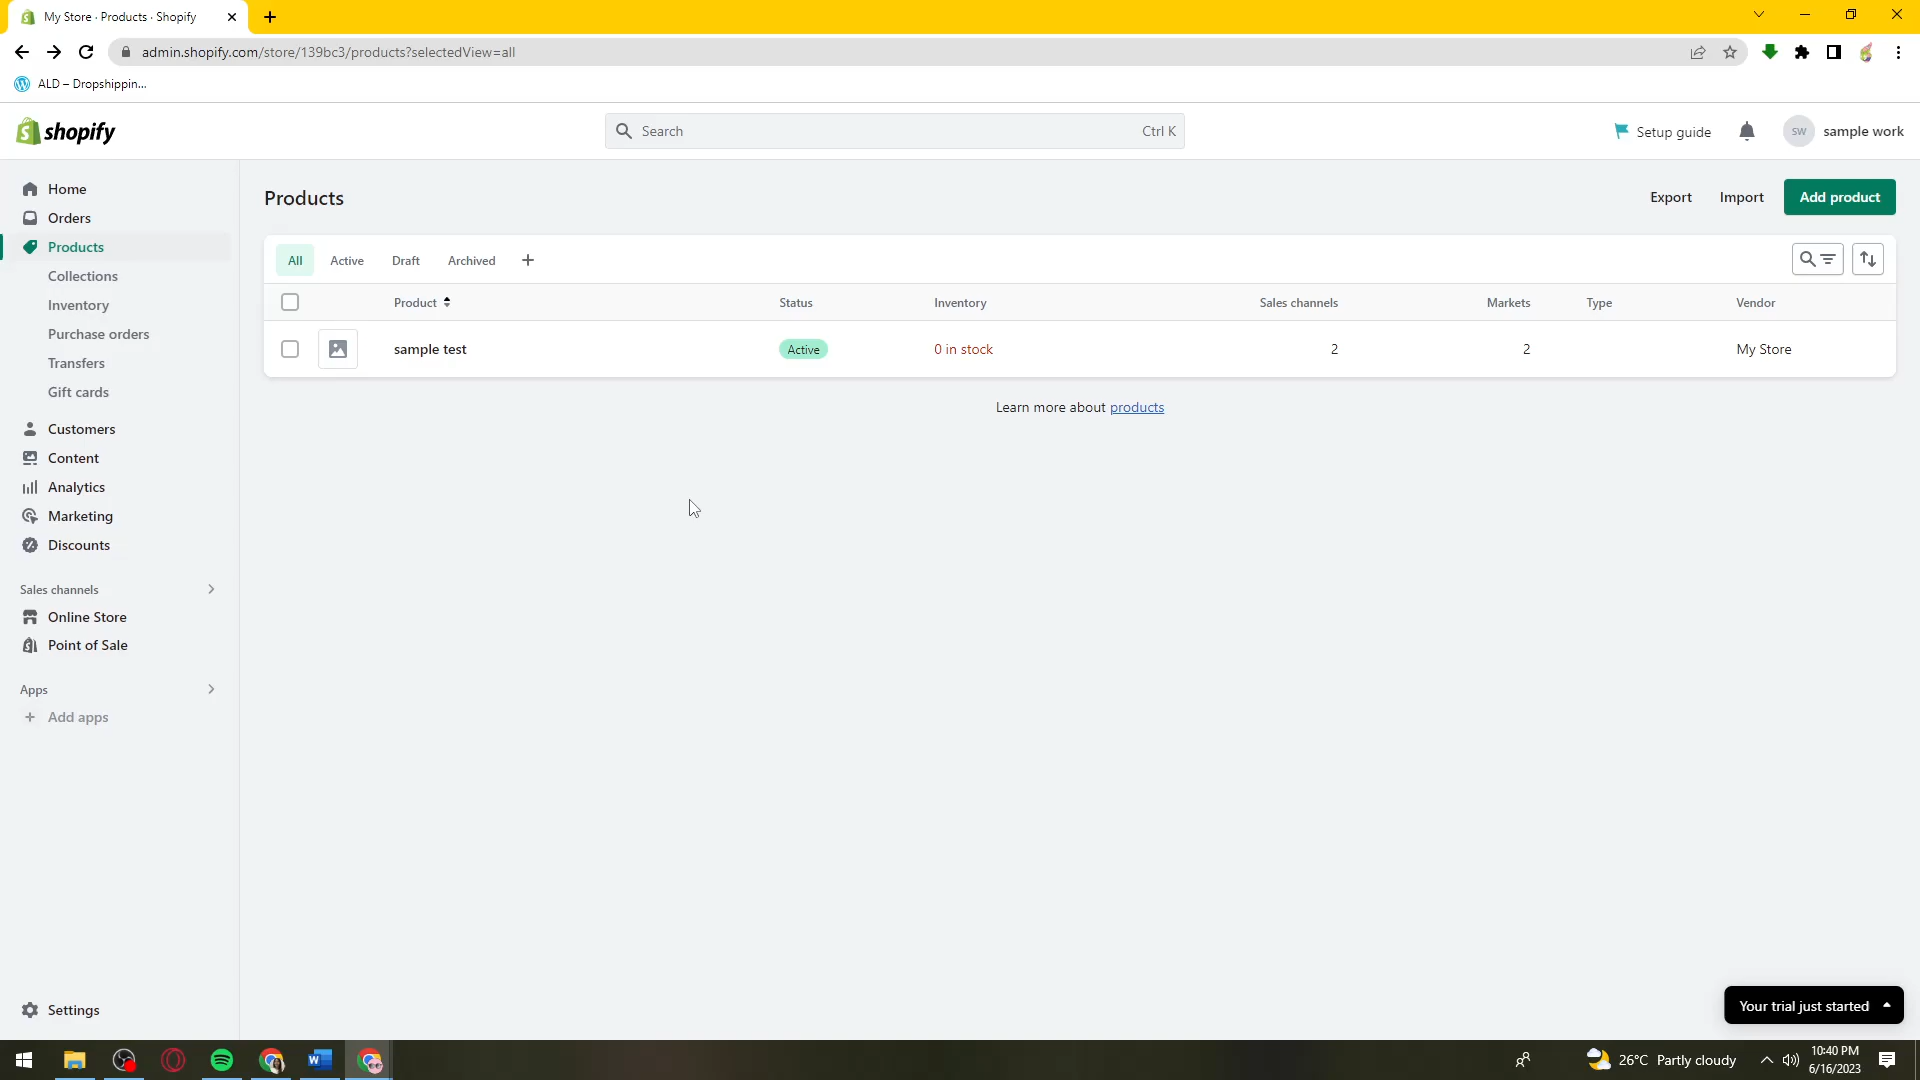 My Store · Products · Shopify
admin.shopify.com/store/139bc3/products?selectedView=all
ALD – Dropshippin...
shopify
Search
Ctrl K
Setup guide
SW
sample work
Home
Orders
Products
Collections
Inventory
Purchase orders
Transfers
Gift cards
Customers
Content
Analytics
Marketing
Discounts
Sales channels
Online Store
Point of Sale
Apps
Add apps
Settings
Products
Export
Import
Add product
All
Active
Draft
Archived
Product
Status
Inventory
Sales channels
Markets
Type
Vendor
sample test
Active
0 in stock
2
2
My Store
Learn more about products
Your trial just started
26°C Partly cloudy
10:40 PM
6/16/2023